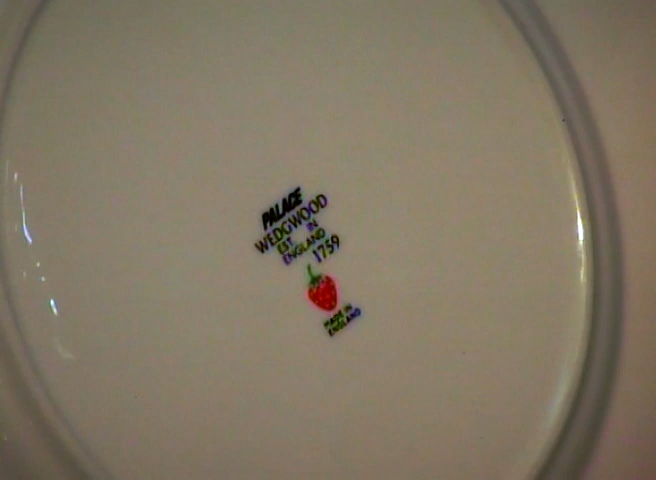 PALACE
WEDGWOOD
EST IN
ENGLAND
1759
MADE IN
ENGLAND